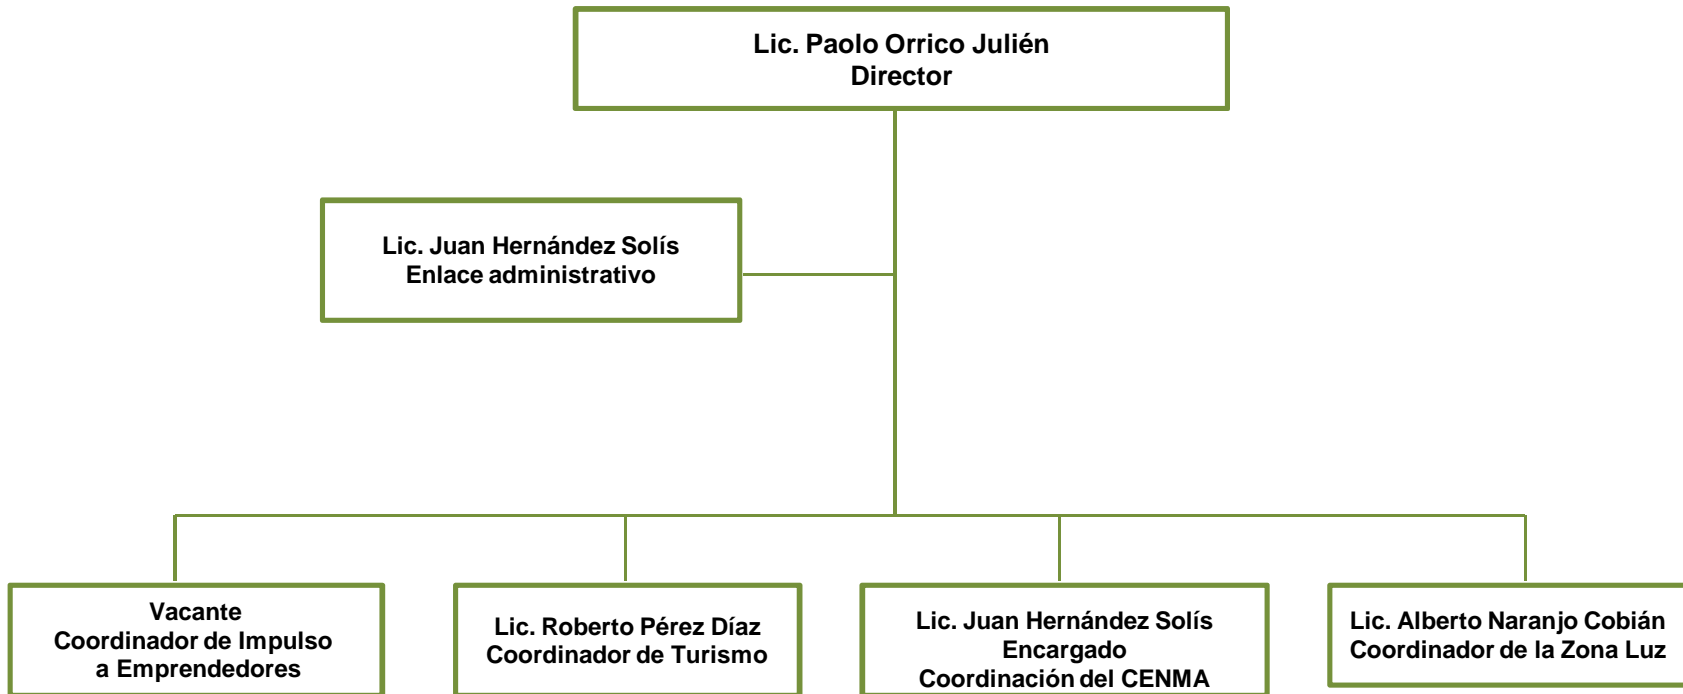 Lic. Paolo Orrico Julién
Director
Lic. Juan Hernández Solís
Enlace administrativo
Vacante
Coordinador de Impulso
a Emprendedores
Lic. Roberto Pérez Díaz
Coordinador de Turismo
Lic. Juan Hernández Solís
Encargado
Coordinación del CENMA
Lic. Alberto Naranjo Cobián
Coordinador de la Zona Luz